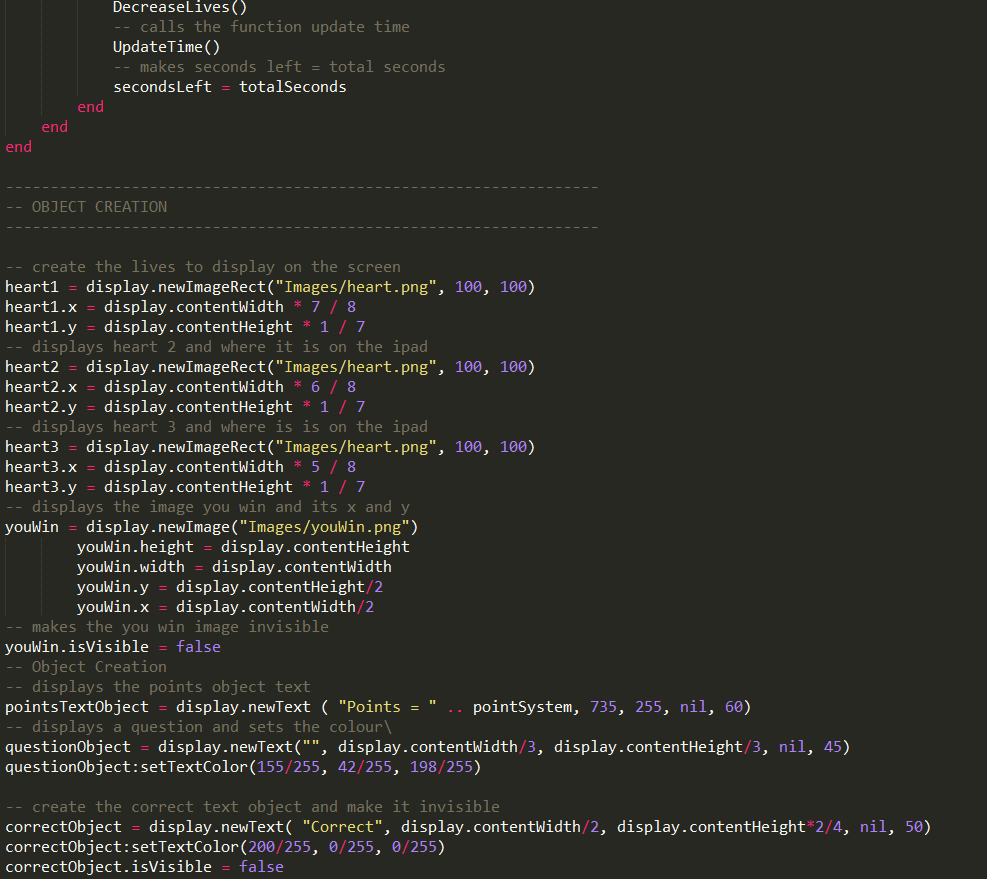 DecreaseLives()
-- calls the function update time
UpdateTime()
-- makes seconds left = total seconds
secondsLeft = totalSeconds
end
end
end
------------------------------------------------------------------
-- OBJECT CREATION
------------------------------------------------------------------
-- create the lives to display on the screen
heart1 = display.newImageRect("Images/heart.png", 100, 100)
heart1.x = display.contentWidth * 7 / 8
heart1.y = display.contentHeight * 1 / 7
-- displays heart 2 and where it is on the ipad
heart2 = display.newImageRect("Images/heart.png", 100, 100)
heart2.x = display.contentWidth * 6 / 8
heart2.y = display.contentHeight * 1 / 7
-- displays heart 3 and where is is on the ipad
heart3 = display.newImageRect("Images/heart.png", 100, 100)
heart3.x = display.contentWidth * 5 / 8
heart3.y = display.contentHeight * 1 / 7
-- displays the image you win and its x and y
youWin = display.newImage("Images/youWin.png")
youWin.height = display.contentHeight
youWin.width = display.contentWidth
youWin.y = display.contentHeight/2
youWin.x = display.contentWidth/2
-- makes the you win image invisible
youWin.isVisible = false
-- Object Creation
-- displays the points object text
pointsTextObject = display.newText ( "Points = " .. pointSystem, 735, 255, nil, 60)
-- displays a question and sets the colour\
questionObject = display.newText("", display.contentWidth/3, display.contentHeight/3, nil, 45)
questionObject:setTextColor(155/255, 42/255, 198/255)
-- create the correct text object and make it invisible
correctObject = display.newText( "Correct", display.contentWidth/2, display.contentHeight*2/4, nil, 50)
correctObject:setTextColor(200/255, 0/255, 0/255)
correctObject.isVisible = false